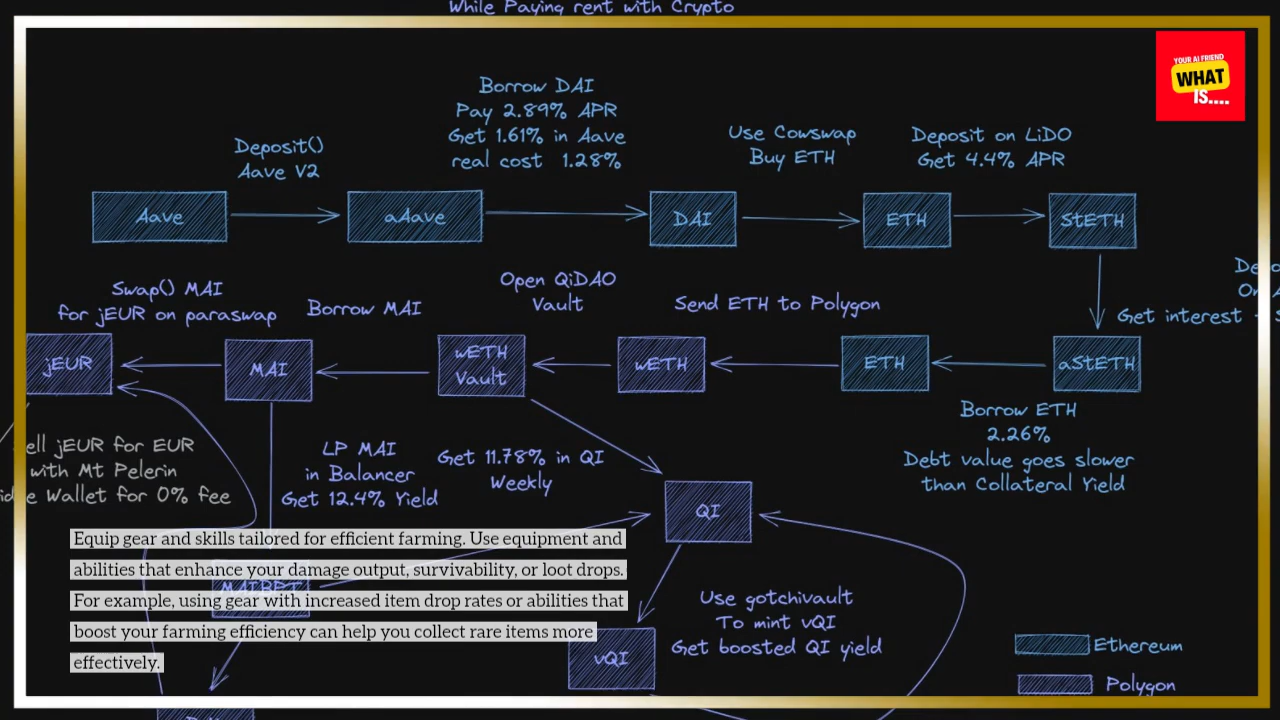 While Paying rent with Crypto
YOUR AI FRIEND
WHAT
IS....
Borrow DAI
Pay 2.89% APR
Get 1.61% in Aave
real cost 1.28%
Deposit()
Aave V2
Use Cowswap
Buy ETH
Deposit on LiDO
Get 4.4% APR
Aave
aAave
DAI
ETH
StETH
Swap() MAI
for jEUR on paraswap
Borrow MAI
Open QiDAO
Vault
Send ETH to Polygon
Get interest
jEUR
MAI
wETH
Vault
wETH
ETH
aStETH
Borrow ETH
2.26%
Debt value goes slower
than Collateral Yield
jEUR for EUR
with Mt Pelerin
Wallet for 0% fee
LP MAI
in Balancer
Get 12.4% Yield
Get 11.78% in QI
Weekly
QI
Equip gear and skills tailored for efficient farming. Use equipment and
abilities that enhance your damage output, survivability, or loot drops.
For example, using gear with increased item drop rates or abilities that
boost your farming efficiency can help you collect rare items more
effectively.
Use gotchivault
To mint vQI
Get boosted QI yield
vQI
Ethereum
Polygon